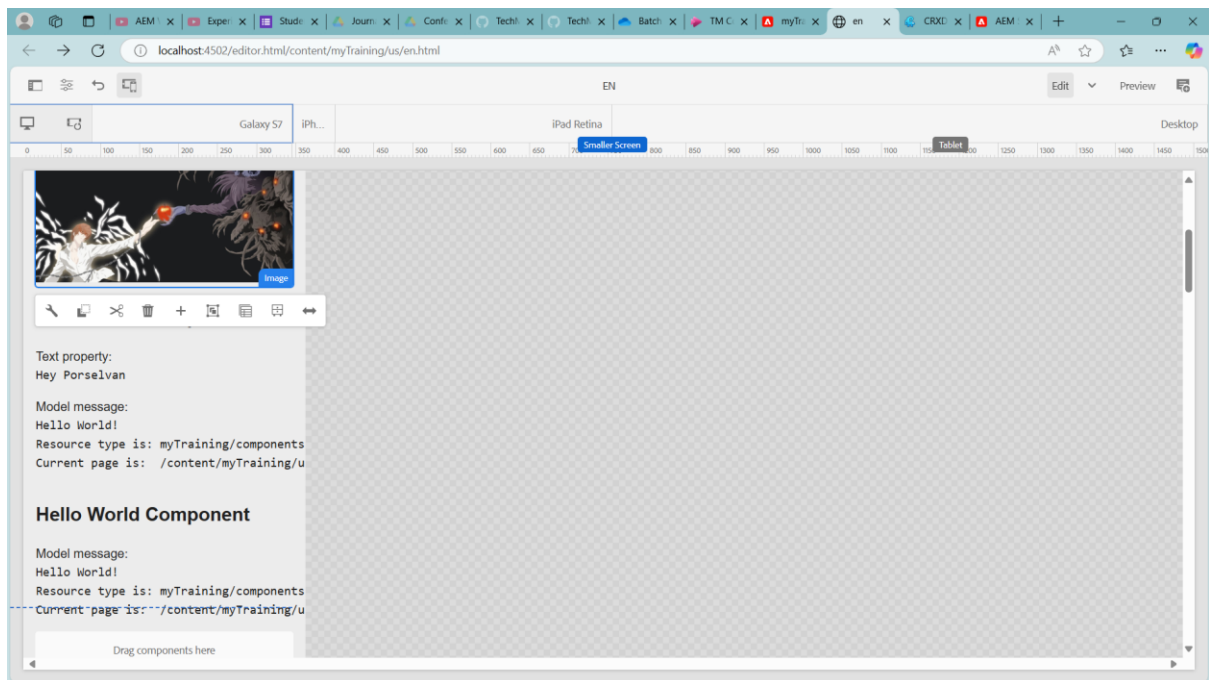 AEM
Experi
Stude
Journ.
Confe
Batch
TM C
en
CRXD
AEM
localhost:4502/editor.html/content/myTraining/us/en.html
EN
Edit
Preview
Galaxy S7
iPh...
iPad Retina
Desktop
Smaller Screen
Tablet
0 50 100 150 200 250 300 350 400 450 500 550 600 650 800 850 900 950 1000 1050 1100 1250 1300 1350 1400 1450
Image
Text property:
Hey Porselvan
Model message:
Hello World!
Resource type is: myTraining/components
Current page is: /content/myTraining/u
Hello World Component
Model message:
Hello World!
Resource type is: myTraining/components
Current page is: /content/myTraining/u
Drag components here